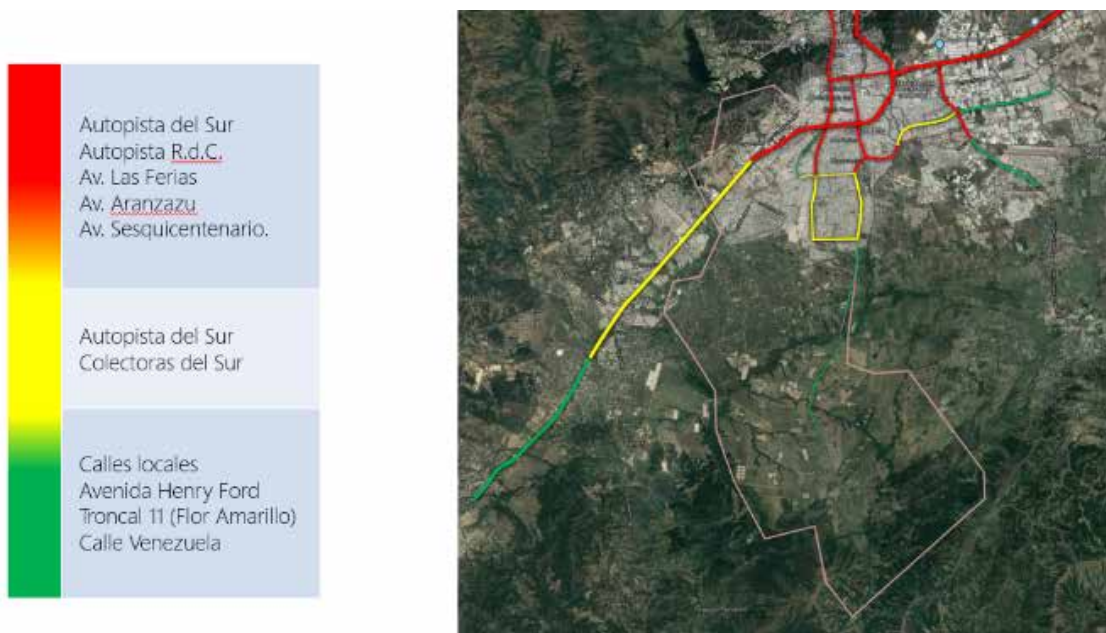 Autopista del Sur
Autopista R.d.C.
Av. Las Ferias
Av. Aranzazu
Av. Sesquicentenario.
Autopista del Sur
Colectoras del Sur
Calles locales
Avenida Henry Ford
Troncal 11 (Flor Amarillo)
Calle Venezuela